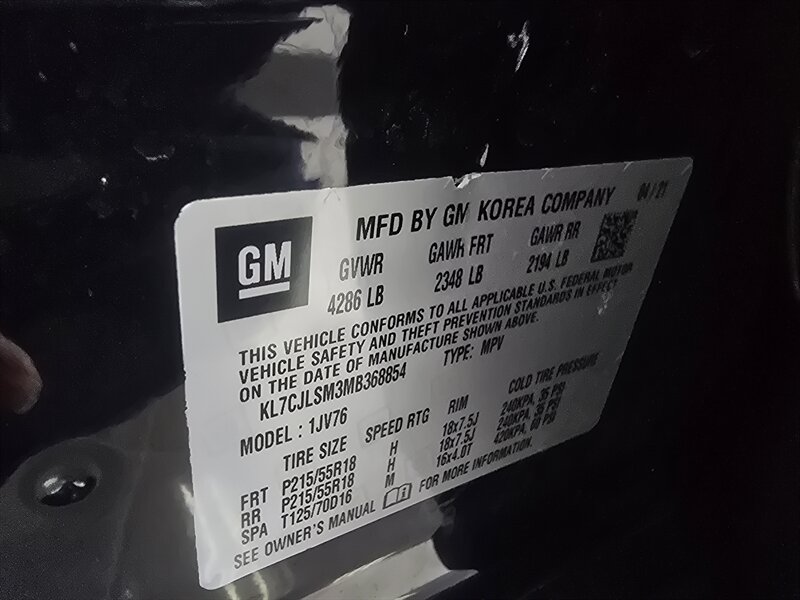 MFD BY GM KOREA COMPANY 04 / 21
GM
GVWR GAWR FRT GAWR RR
4286 LB 2348 LB 2194 LB
THIS VEHICLE CONFORMS TO ALL APPLICABLE U.S. FEDERAL MOTOR
VEHICLE SAFETY AND THEFT PREVENTION STANDARDS IN EFFECT
ON THE DATE OF MANUFACTURE SHOWN ABOVE.
KL7CJLSM3MB368854 TYPE: MPV
MODEL : 1JV76
TIRE SIZE SPEED RTG RIM COLD TIRE PRESSURE
FRT P215/55R18 H 18x7.5J 240KPA, 35 PSI
RR P215/55R18 H 18x7.5J 240KPA, 35 PSI
SPA T125/70D16 M 16x4.0T 420KPA, 60 PSI
SEE OWNER'S MANUAL FOR MORE INFORMATION.